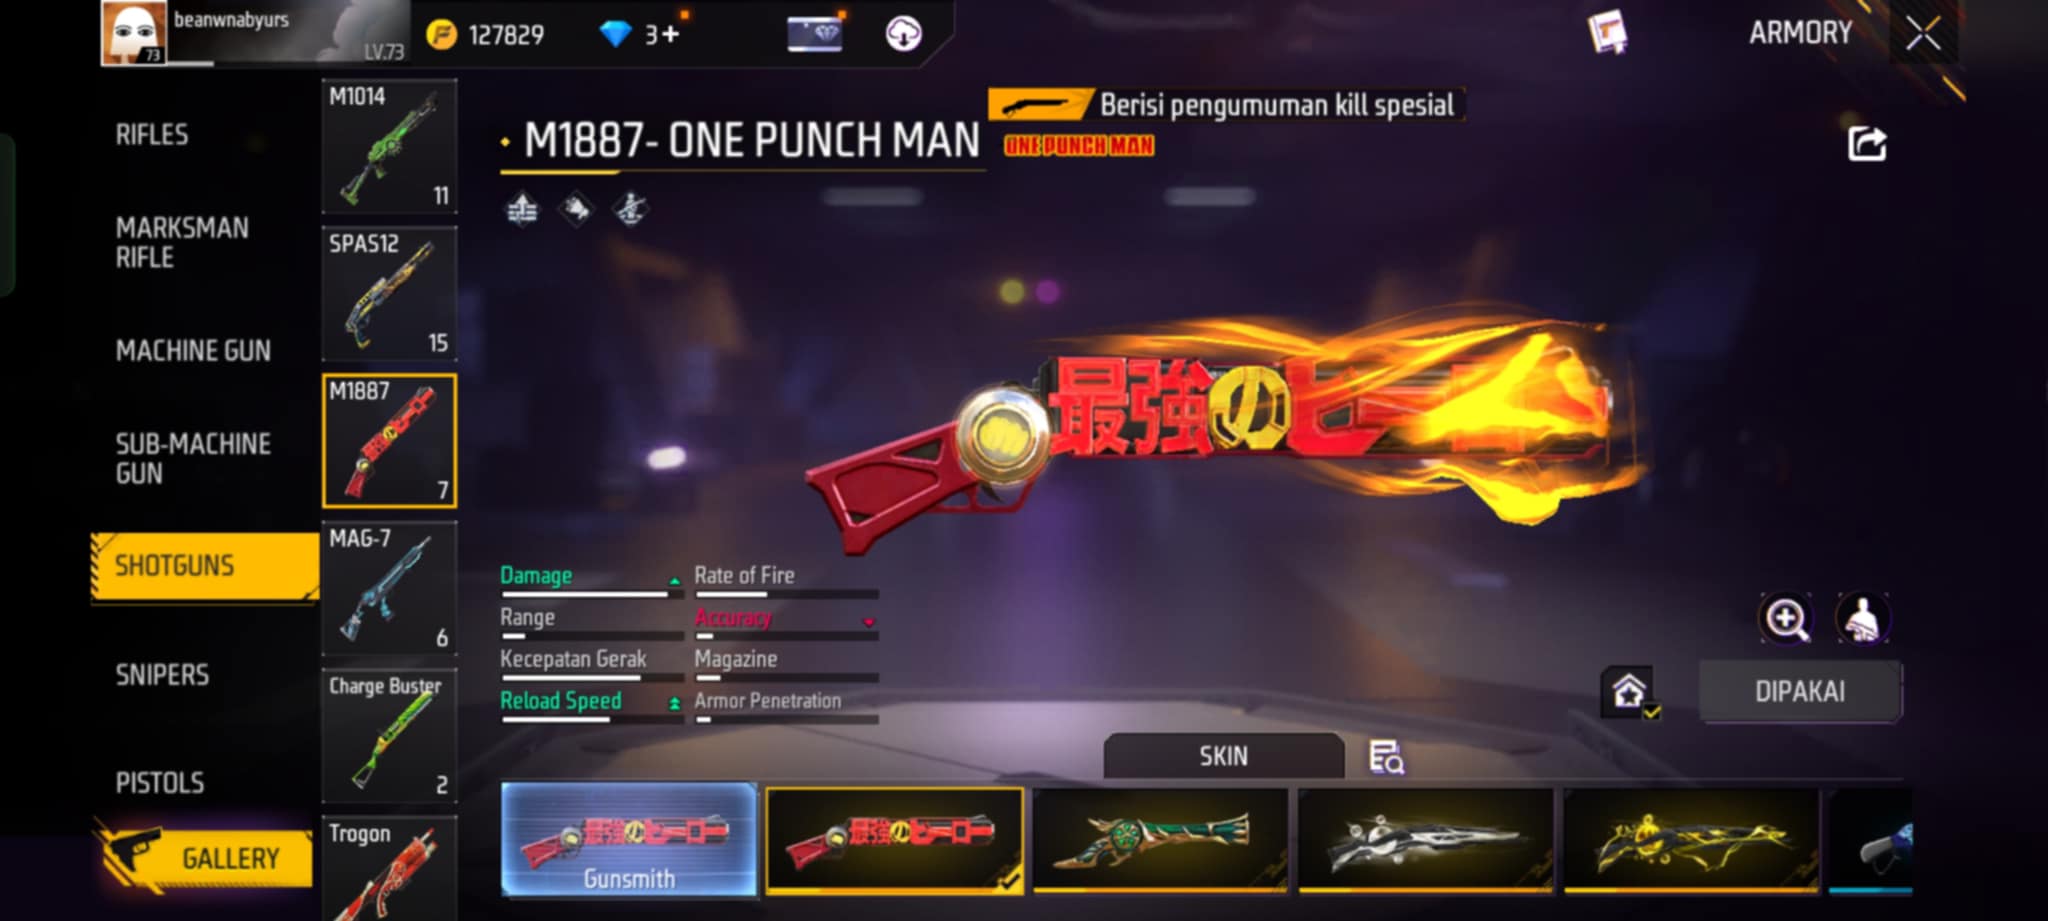 beanwnabyurs
73
LV.73
127829
3+
ARMORY
RIFLES
MARKSMAN
RIFLE
MACHINE GUN
SUB-MACHINE
GUN
SHOTGUNS
SNIPERS
PISTOLS
GALLERY
M1014
11
SPAS12
15
M1887
7
MAG-7
6
Charge Buster
2
Trogon
M1887- ONE PUNCH MAN
Berisi pengumuman kill spesial
ONE PUNCH MAN
最強のヒーロー
Damage
Rate of Fire
Range
Accuracy
Kecepatan Gerak
Magazine
Reload Speed
Armor Penetration
DIPAKAI
SKIN
Gunsmith